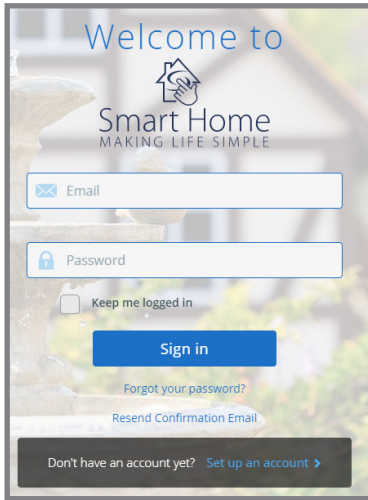 Welcome to
Smart Home
MAKING LIFE SIMPLE
Email
Password
Keep me logged in
Sign in
Forgot your password?
Resend Confirmation Email
Don't have an account yet? Set up an account >